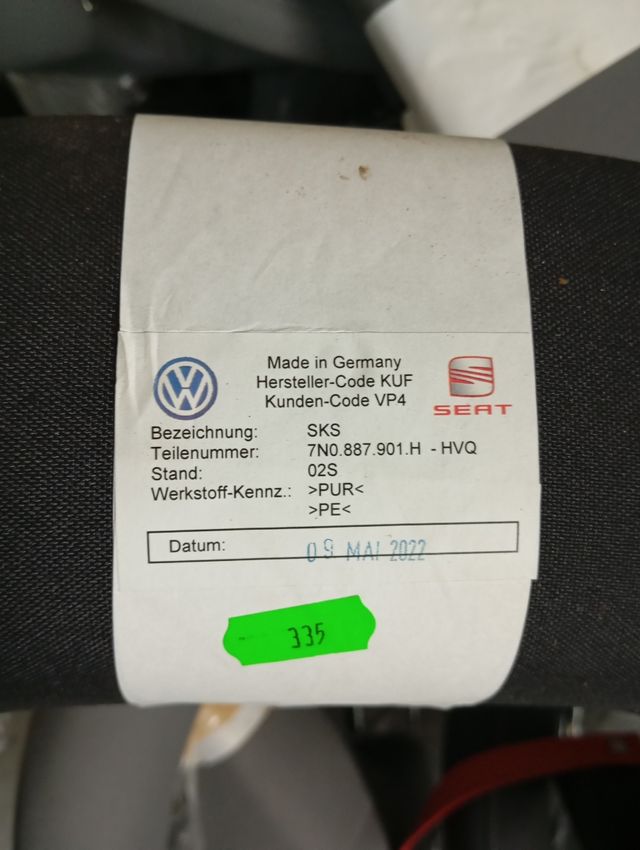 Made in Germany
Hersteller-Code KUF
Kunden-Code VP4
SEAT
Bezeichnung: SKS
Teilenummer: 7N0.887.901.H - HVQ
Stand: 02S
Werkstoff-Kennz.: >PUR<
>PE<
Datum: 09 MAI 2022
335